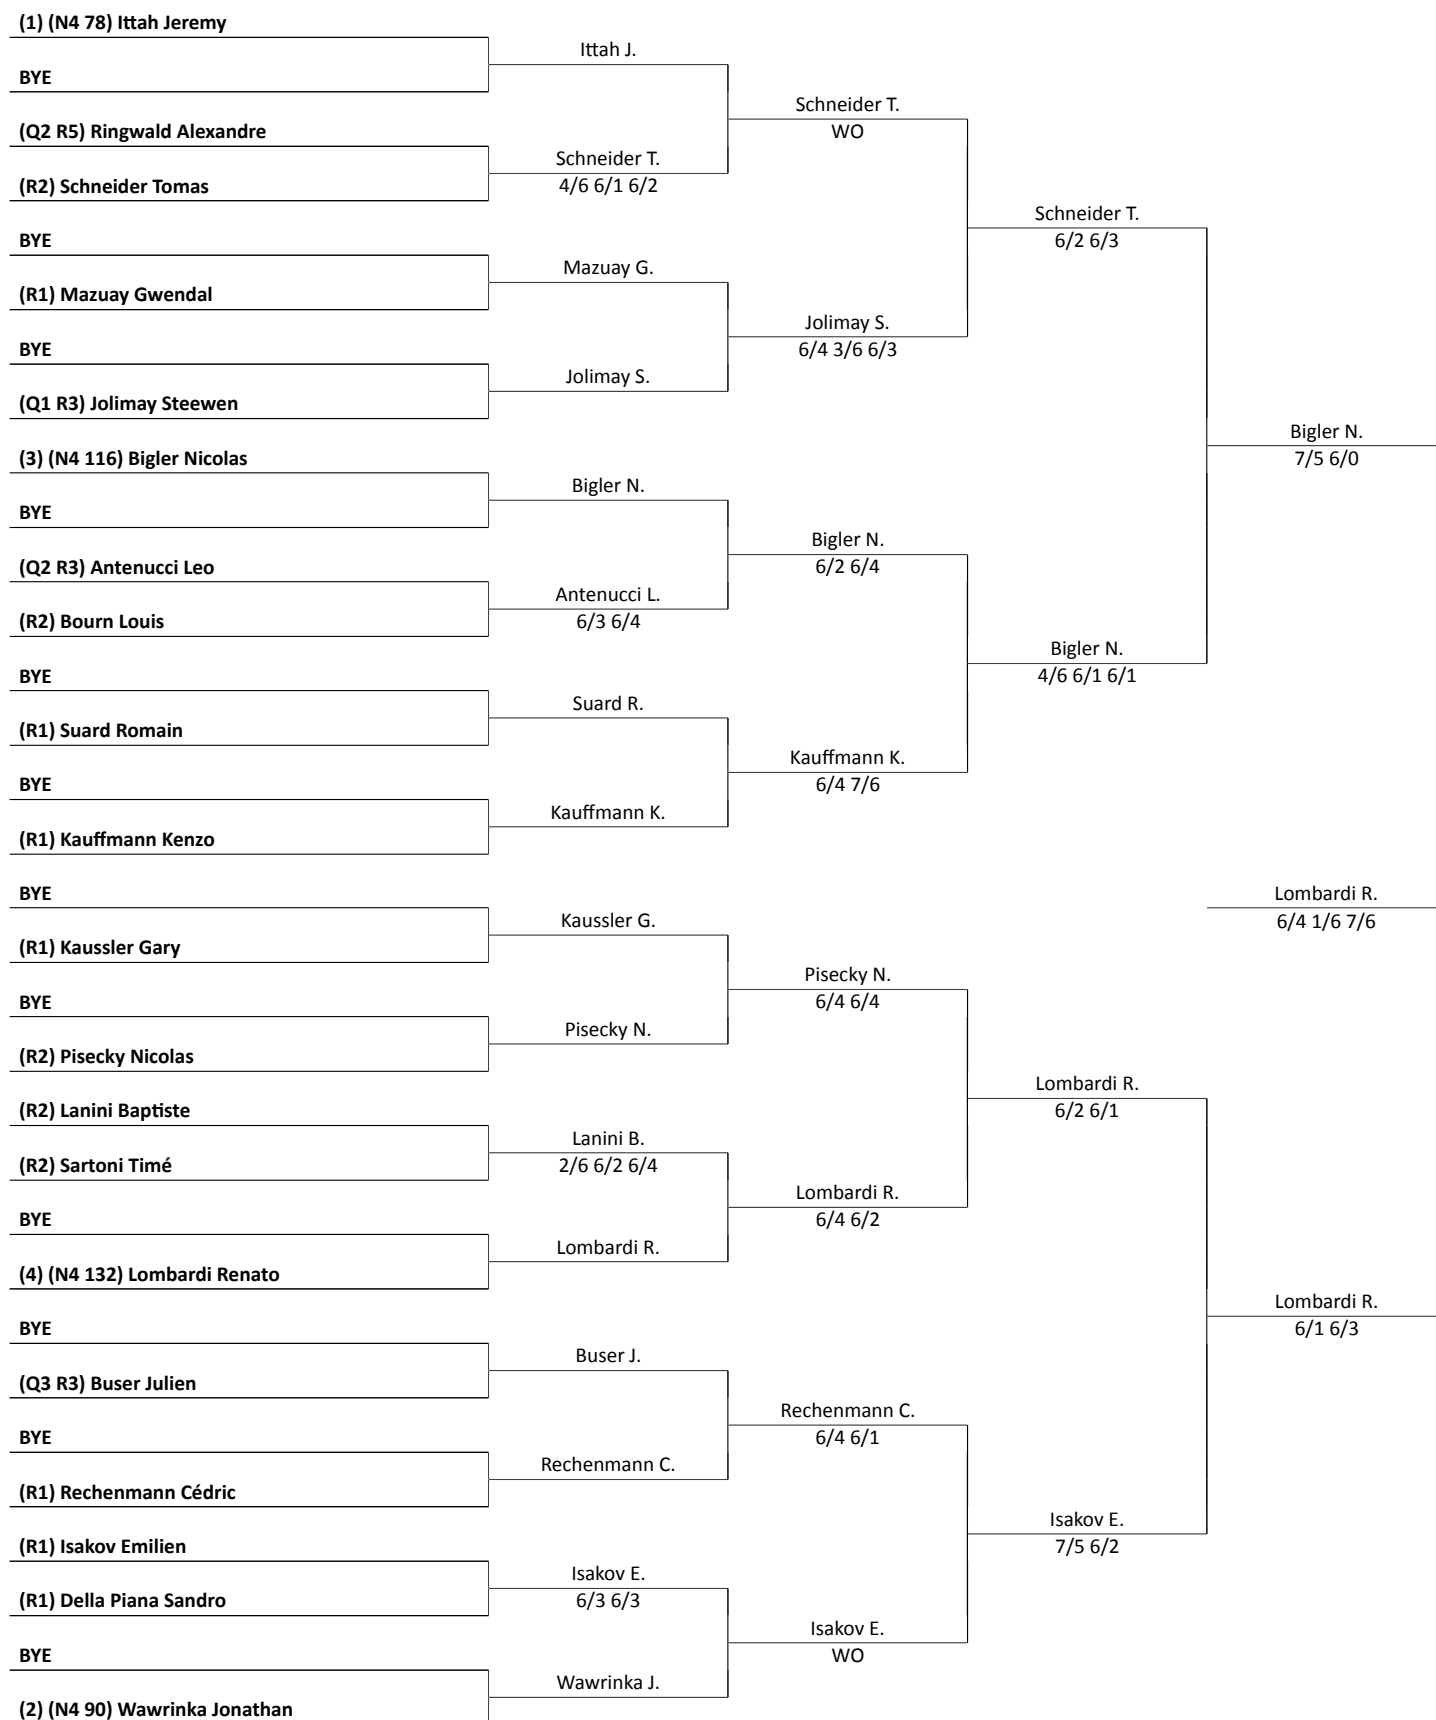 (1) (N4 78) Ittah Jeremy
BYE
(Q2 R5) Ringwald Alexandre
(R2) Schneider Tomas
BYE
(R1) Mazuay Gwendal
BYE
(Q1 R3) Jolimay Steewen
(3) (N4 116) Bigler Nicolas
BYE
(Q2 R3) Antenucci Leo
(R2) Bourn Louis
BYE
(R1) Suard Romain
BYE
(R1) Kauffmann Kenzo
BYE
(R1) Kaussler Gary
BYE
(R2) Pisecky Nicolas
(R2) Lanini Baptiste
(R2) Sartoni Timé
BYE
(4) (N4 132) Lombardi Renato
BYE
(Q3 R3) Buser Julien
BYE
(R1) Rechenmann Cédric
(R1) Isakov Emilien
(R1) Della Piana Sandro
BYE
(2) (N4 90) Wawrinka Jonathan
Ittah J.
Schneider T.
4/6 6/1 6/2
Mazuay G.
Jolimay S.
Bigler N.
Antenucci L.
6/3 6/4
Suard R.
Kauffmann K.
Kaussler G.
Pisecky N.
Lanini B.
2/6 6/2 6/4
Lombardi R.
Buser J.
Rechenmann C.
Isakov E.
6/3 6/3
Wawrinka J.
Schneider T.
WO
Jolimay S.
6/4 3/6 6/3
Bigler N.
6/2 6/4
Kauffmann K.
6/4 7/6
Pisecky N.
6/4 6/4
Lombardi R.
6/4 6/2
Rechenmann C.
6/4 6/1
Isakov E.
WO
Schneider T.
6/2 6/3
Bigler N.
4/6 6/1 6/1
Lombardi R.
6/2 6/1
Isakov E.
7/5 6/2
Bigler N.
7/5 6/0
Lombardi R.
6/4 1/6 7/6
Lombardi R.
6/1 6/3